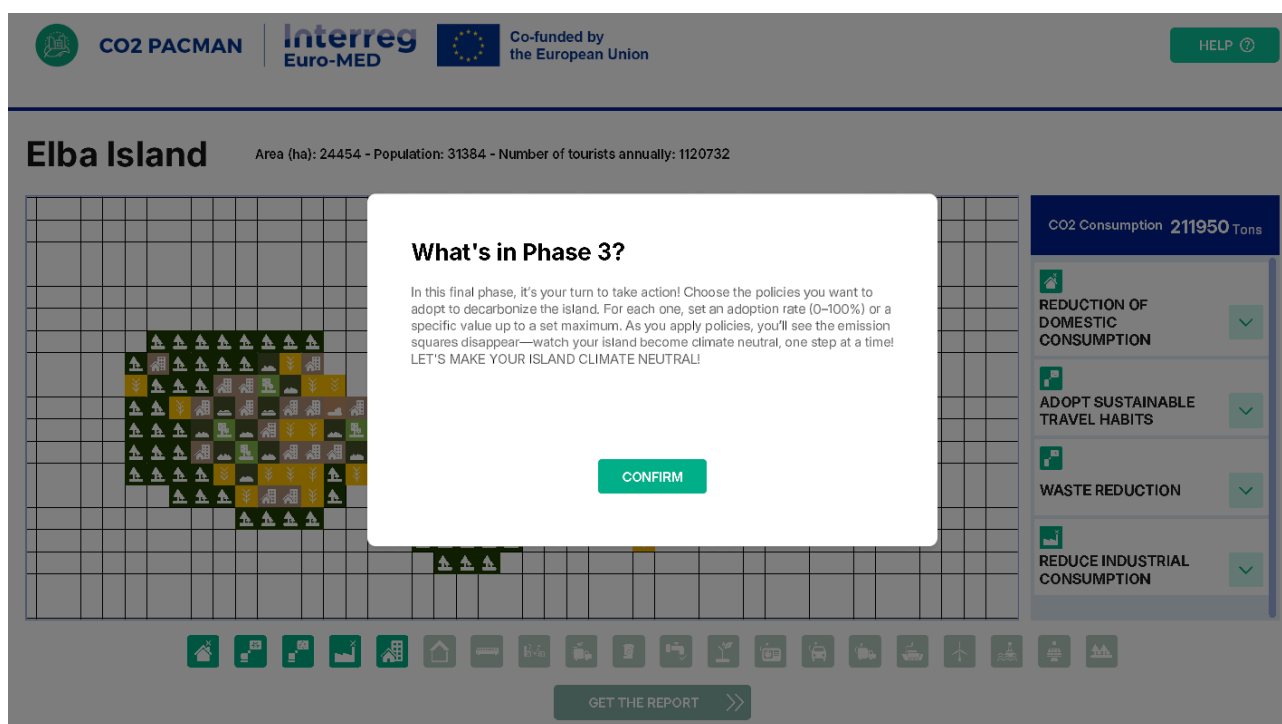 CO2 PACMAN
Interreg
Euro-MED
Co-funded by
the European Union
HELP
Elba Island
Area (ha): 24454 - Population: 31384 - Number of tourists annually: 1120732
What's in Phase 3?
In this final phase, it's your turn to take action! Choose the policies you want to
adopt to decarbonize the island. For each one, set an adoption rate (0–100%) or a
specific value up to a set maximum. As you apply policies, you'll see the emission
squares disappear—watch your island become climate neutral, one step at a time!
LET'S MAKE YOUR ISLAND CLIMATE NEUTRAL!
CONFIRM
CO2 Consumption 211950 Tons
REDUCTION OF
DOMESTIC
CONSUMPTION
ADOPT SUSTAINABLE
TRAVEL HABITS
WASTE REDUCTION
REDUCE INDUSTRIAL
CONSUMPTION
GET THE REPORT